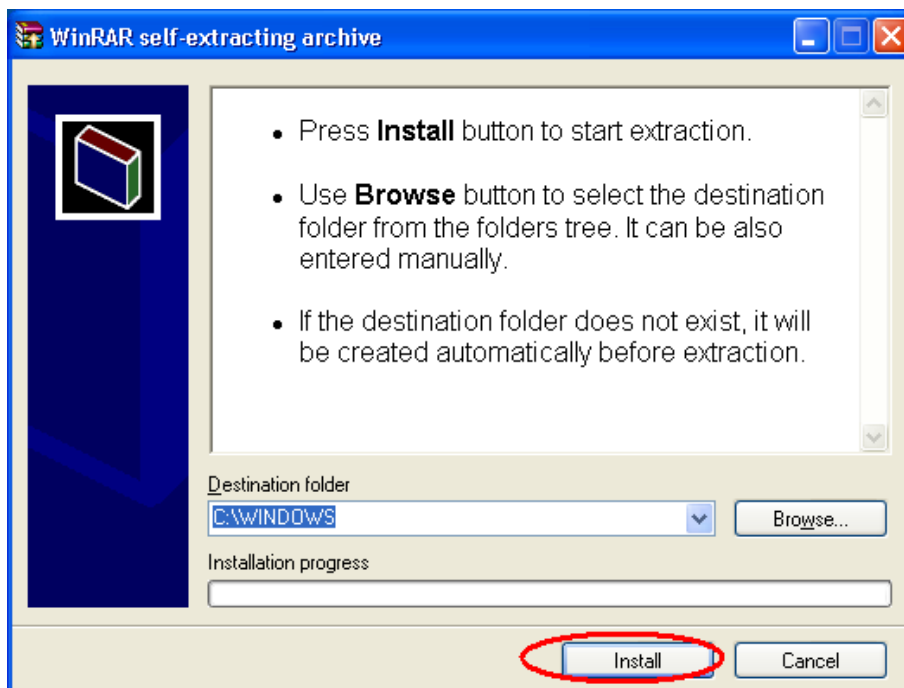 WinRAR self-extracting archive
• Press Install button to start extraction.
• Use Browse button to select the destination
folder from the folders tree. It can be also
entered manually.
• If the destination folder does not exist, it will
be created automatically before extraction.
Destination folder
C:\WINDOWS
Browse...
Installation progress
Install
Cancel